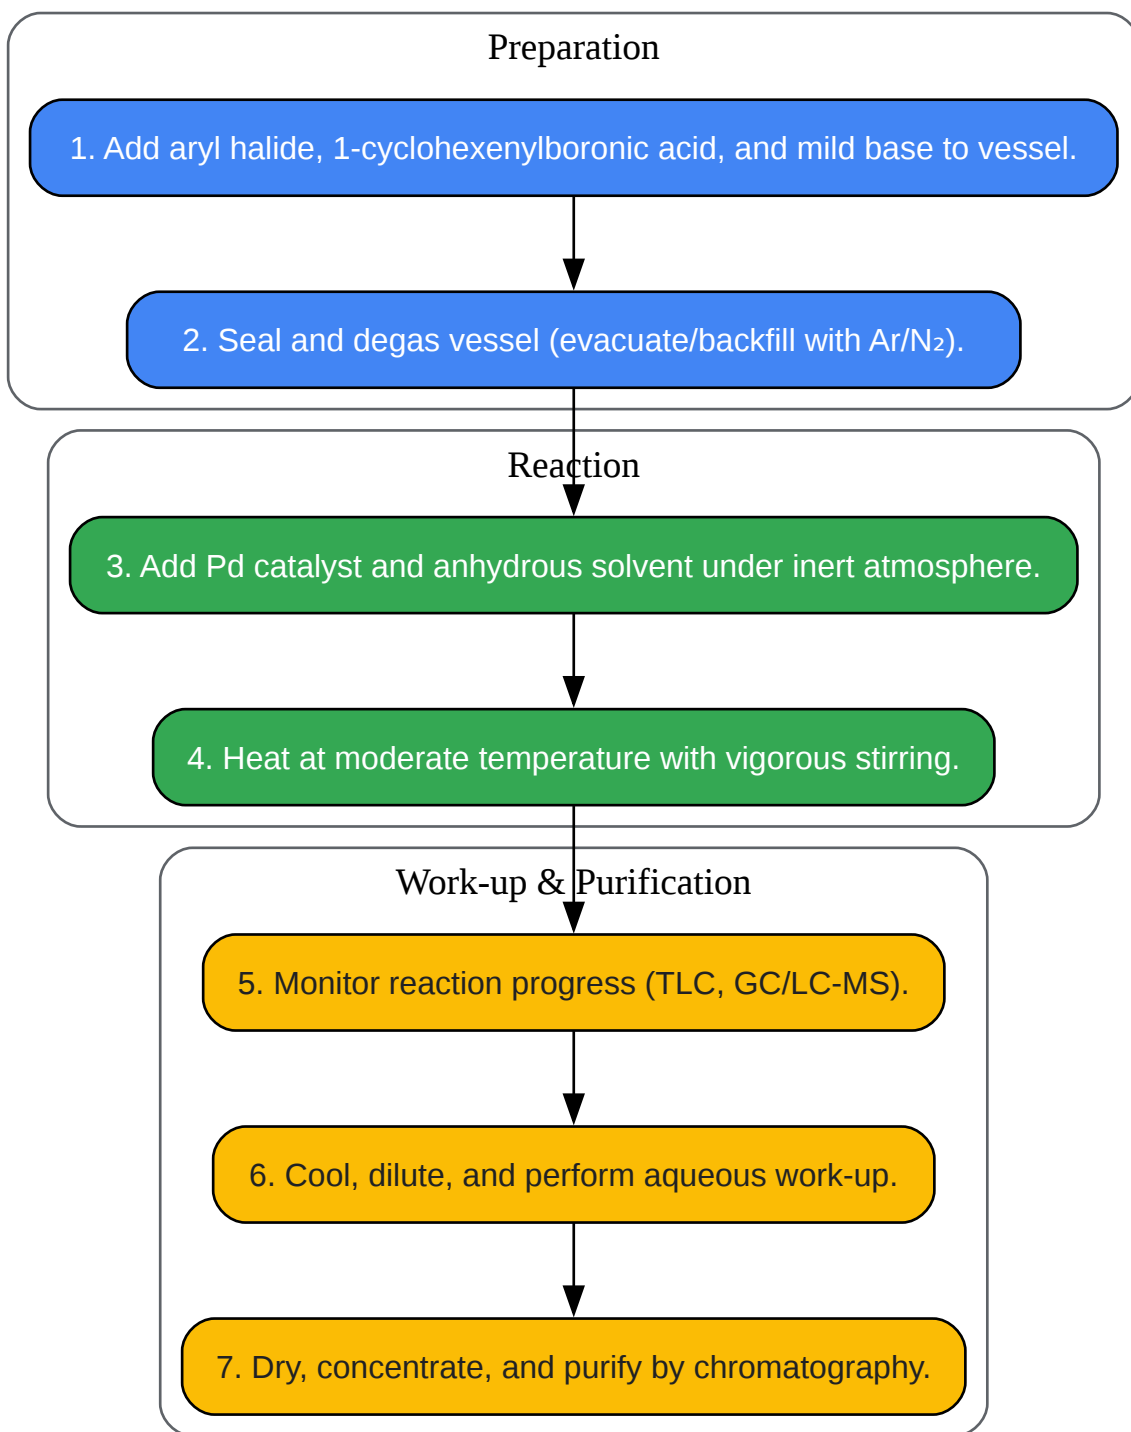 Preparation
1. Add aryl halide, 1-cyclohexenylboronic acid, and mild base to vessel.
2. Seal and degas vessel (evacuate/backfill with Ar/N₂).
Reaction
3. Add Pd catalyst and anhydrous solvent under inert atmosphere.
4. Heat at moderate temperature with vigorous stirring.
Work-up & Purification
5. Monitor reaction progress (TLC, GC/LC-MS).
6. Cool, dilute, and perform aqueous work-up.
7. Dry, concentrate, and purify by chromatography.